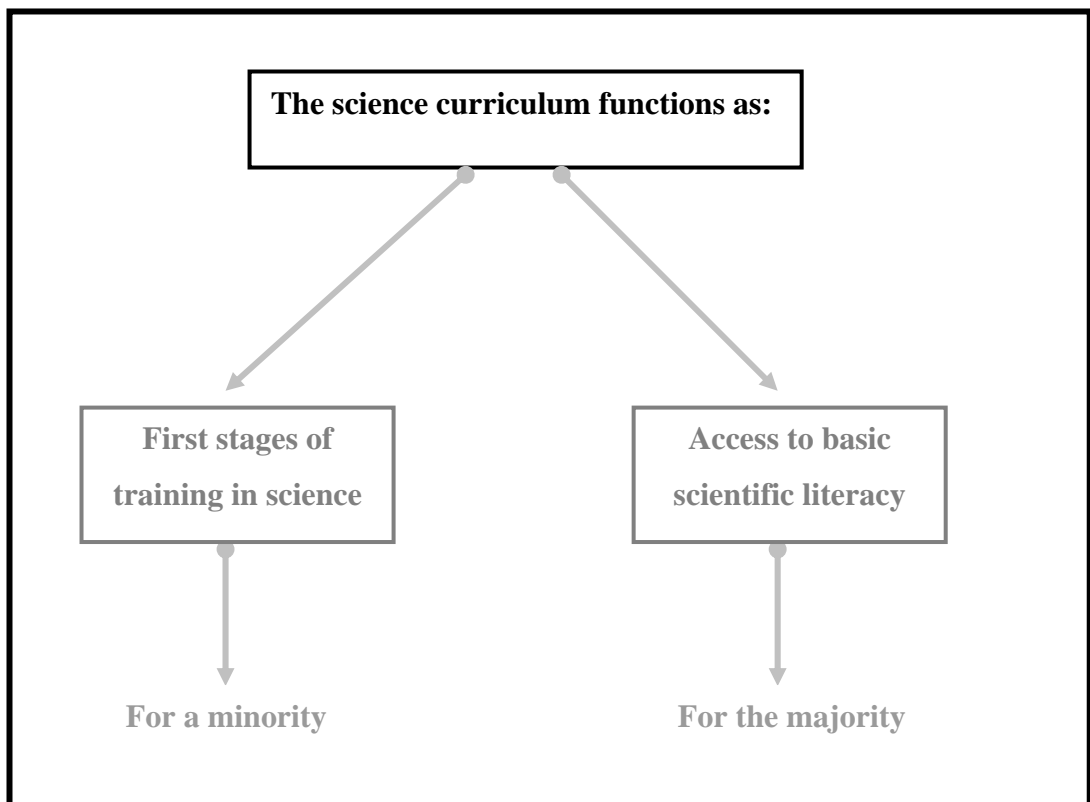 The science curriculum functions as:
First stages of
training in science
Access to basic
scientific literacy
For a minority
For the majority